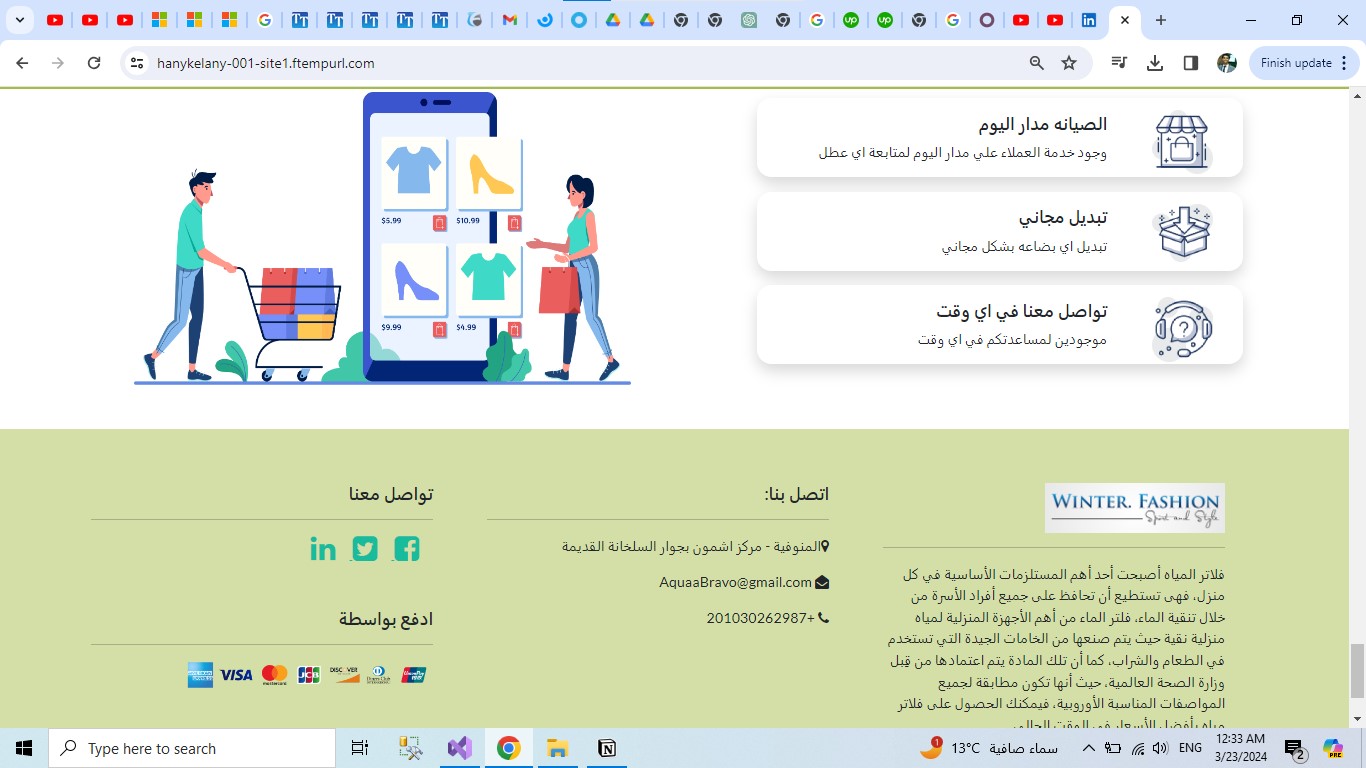 hanykelany-001-site1.ftempurl.com
Finish update
الصيانه مدار اليوم
وجود خدمة العملاء علي مدار اليوم لمتابعة اي عطل
تبديل مجاني
تبديل اي بضاعه بشكل مجاني
تواصل معنا في اي وقت
موجودين لمساعدتكم في اي وقت
$5.99
$10.99
$9.99
$4.99
WINTER. FASHION
Sport and Style
فلاتر المياه أصبحت أحد أهم المستلزمات الأساسية في كل
منزل، فهى تستطيع أن تحافظ على جميع أفراد الأسرة من
خلال تنقية الماء، فلتر الماء من أهم الأجهزة المنزلية لمياه
منزلية نقية حيث يتم صنعها من الخامات الجيدة التي تستخدم
في الطعام والشراب، كما أن تلك المادة يتم اعتمادها من قِبل
وزارة الصحة العالمية، حيث أنها تكون مطابقة لجميع
المواصفات المناسبة الأوروبية، فيمكنك الحصول على فلاتر
مياه بأفضل الأسعار في الوقت الحالي
اتصل بنا:
المنوفية - مركز اشمون بجوار السلخانة القديمة
AquaaBravo@gmail.com
+201030262987
تواصل معنا
ادفع بواسطة
VISA
mastercard
JCB
DISCOVER
Diners Club
UnionPay
Type here to search
1
13°C سماء صافية
ENG
12:33 AM
3/23/2024
2
PRE